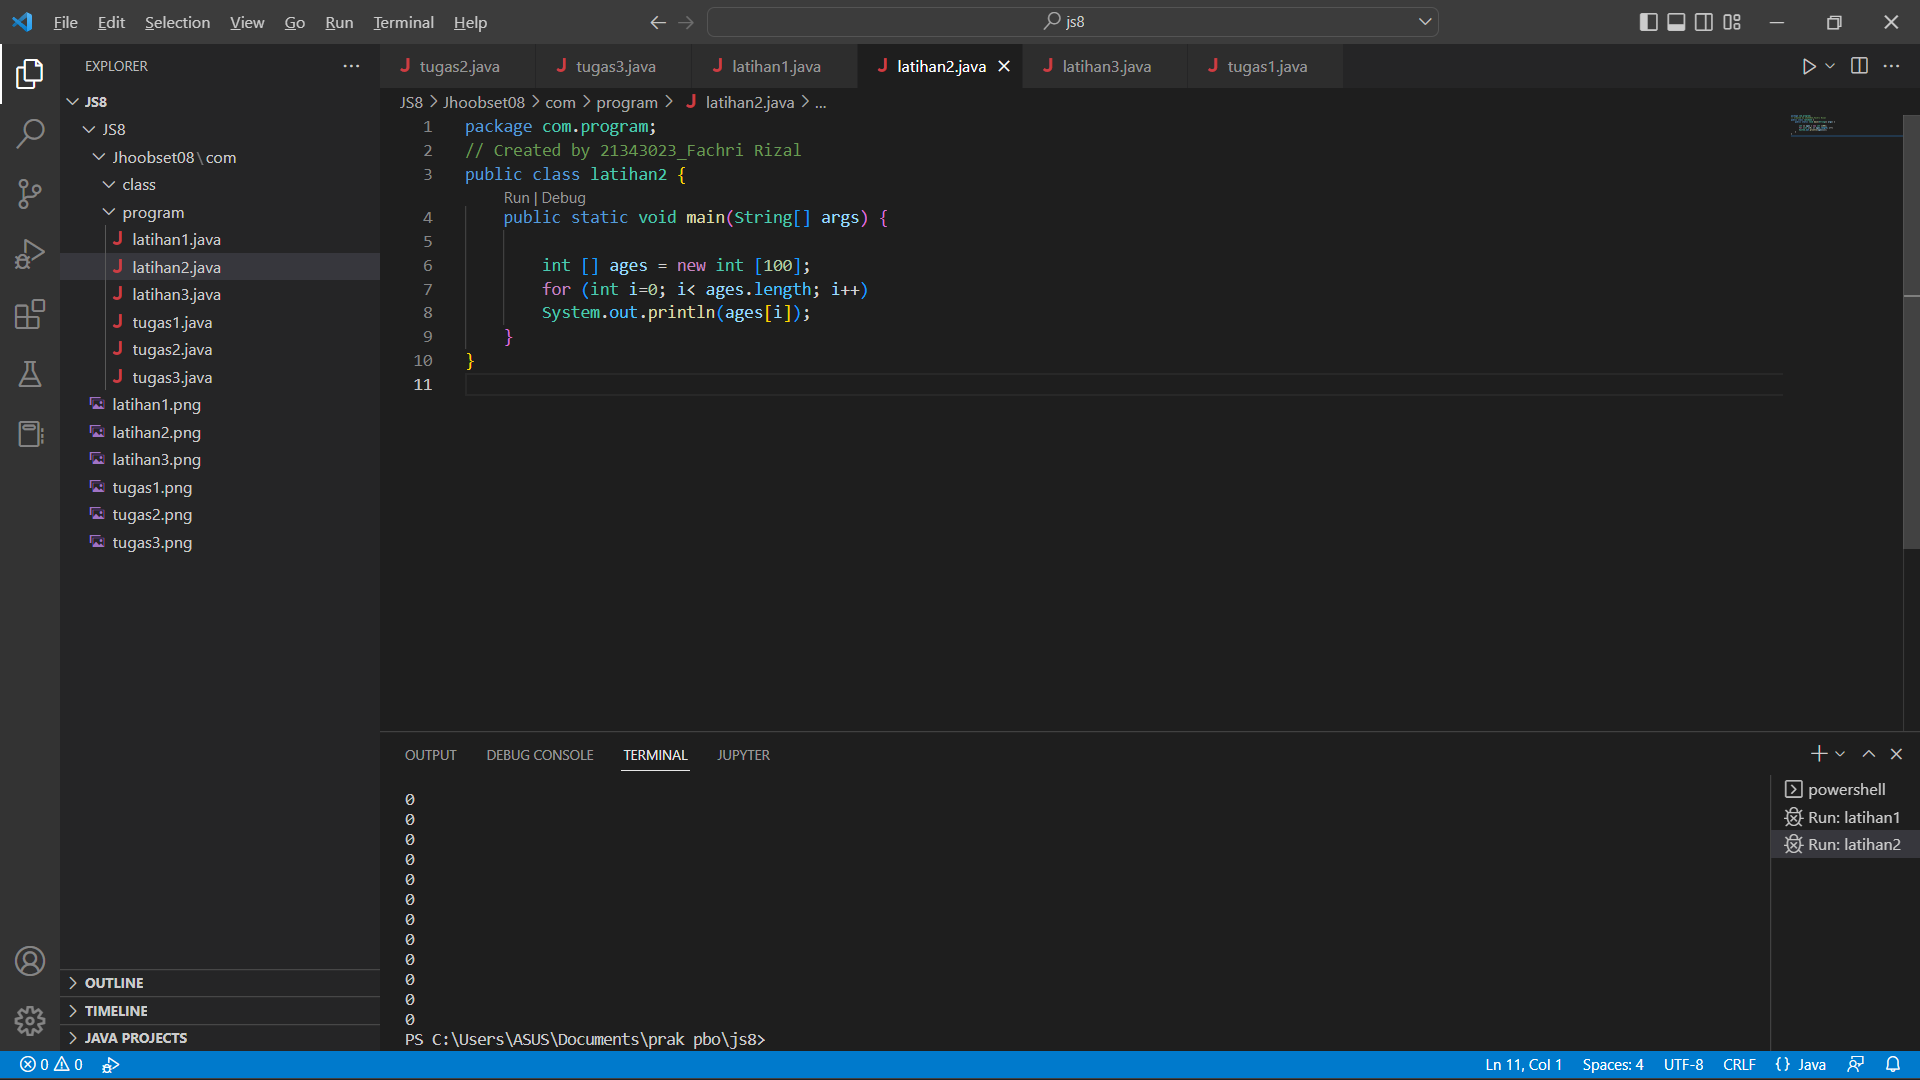 File Edit Selection View Go Run Terminal Help
js8
EXPLORER
JS8
JS8
Jhoobset08\com
class
program
latihan1.java
latihan2.java
latihan3.java
tugas1.java
tugas2.java
tugas3.java
latihan1.png
latihan2.png
latihan3.png
tugas1.png
tugas2.png
tugas3.png
OUTLINE
TIMELINE
JAVA PROJECTS
tugas2.java tugas3.java latihan1.java latihan2.java latihan3.java tugas1.java
JS8 > Jhoobset08 > com > program > latihan2.java > ...
1 package com.program;
2 // Created by 21343023_Fachri Rizal
3 public class latihan2 {
Run | Debug
4 public static void main(String[] args) {
5
6 int [] ages = new int [100];
7 for (int i=0; i< ages.length; i++)
8 System.out.println(ages[i]);
9 }
10 }
11
OUTPUT DEBUG CONSOLE TERMINAL JUPYTER
0
0
0
0
0
0
0
0
0
0
0
0
PS C:\Users\ASUS\Documents\prak pbo\js8>
powershell
Run: latihan1
Run: latihan2
0 0
Ln 11, Col 1 Spaces: 4 UTF-8 CRLF {} Java